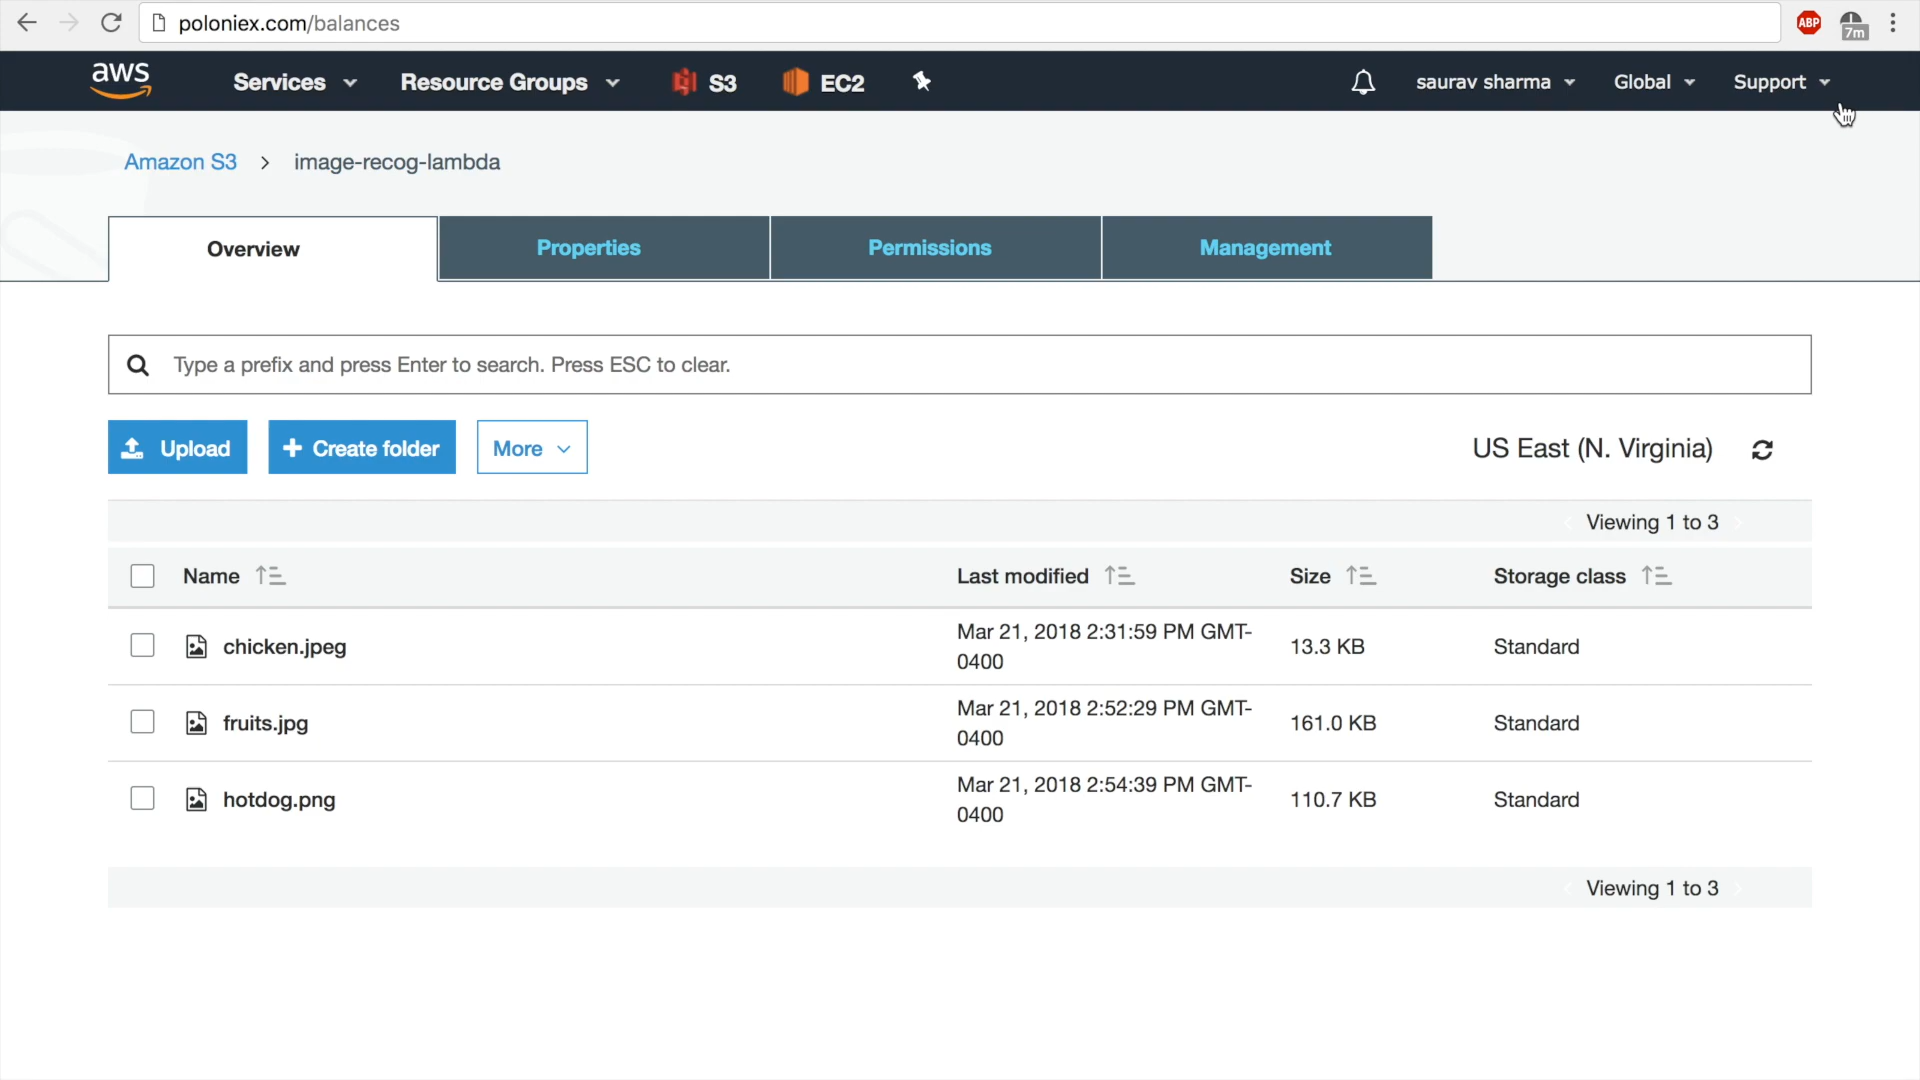 poloniex.com/balances
ABP
7m
aws Services Resource Groups S3 EC2 saurav sharma Global Support
Amazon S3 > image-recog-lambda
Overview Properties Permissions Management
Type a prefix and press Enter to search. Press ESC to clear.
Upload + Create folder More US East (N. Virginia)
Viewing 1 to 3
Name Last modified Size Storage class
chicken.jpeg Mar 21, 2018 2:31:59 PM GMT-
0400 13.3 KB Standard
fruits.jpg Mar 21, 2018 2:52:29 PM GMT-
0400 161.0 KB Standard
hotdog.png Mar 21, 2018 2:54:39 PM GMT-
0400 110.7 KB Standard
Viewing 1 to 3